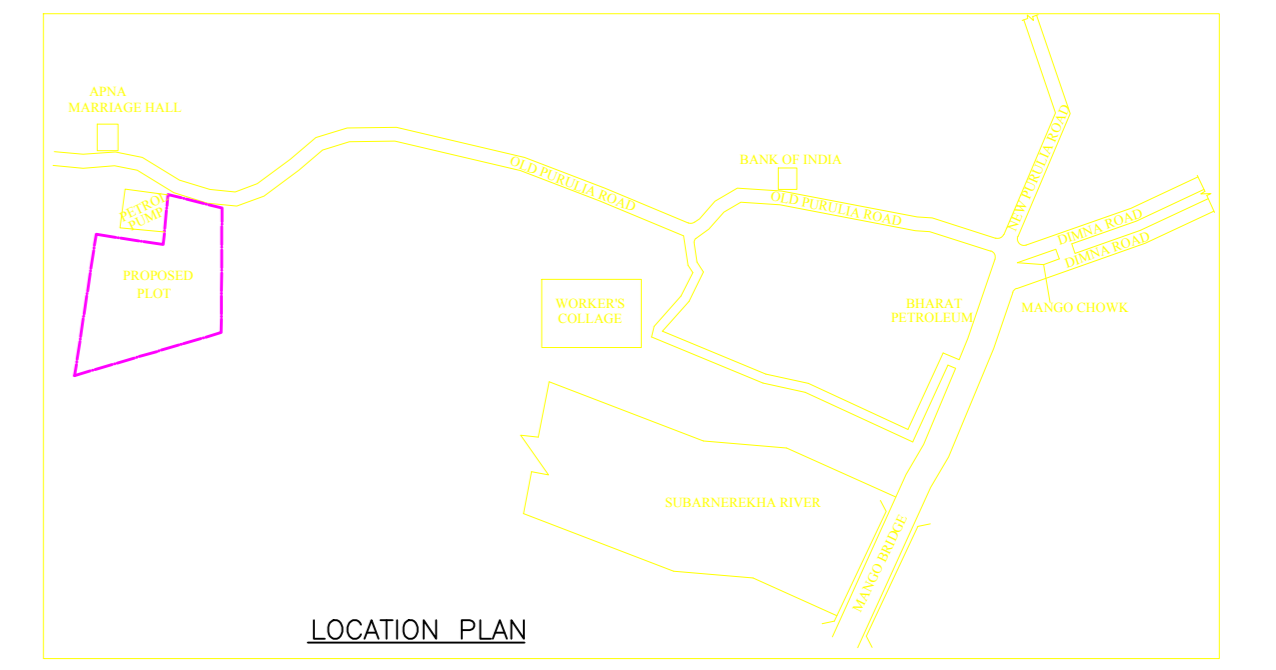 APNA
MARRIAGE HALL
PETROL
PUMP
PROPOSED
PLOT
OLD PURULIA ROAD
BANK OF INDIA
OLD PURULIA ROAD
NEW PURULIA ROAD
DIMNA ROAD
DIMNA ROAD
MANGO CHOWK
BHARAT
PETROLEUM
WORKER'S
COLLAGE
SUBARNEREKHA RIVER
MANGO BRIDGE
LOCATION PLAN